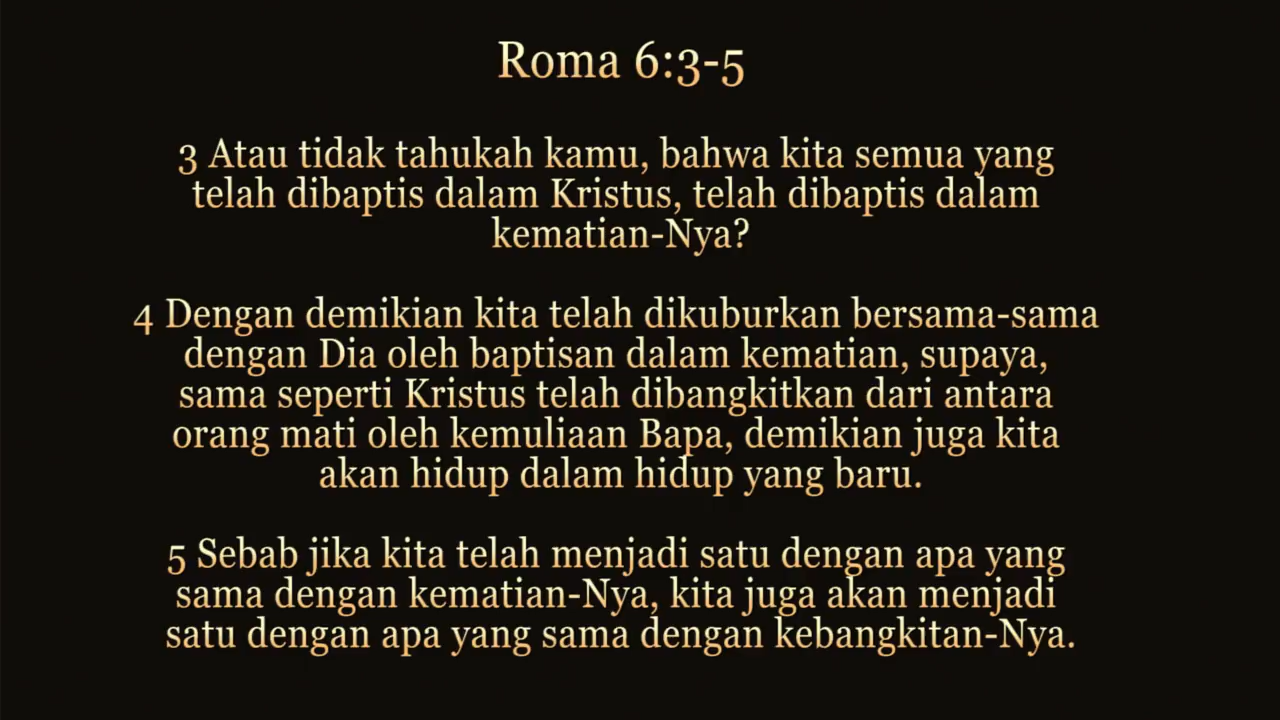 Roma 6:3-5
3 Atau tidak tahukah kamu, bahwa kita semua yang
telah dibaptis dalam Kristus, telah dibaptis dalam
kematian-Nya?
4 Dengan demikian kita telah dikuburkan bersama-sama
dengan Dia oleh baptisan dalam kematian, supaya,
sama seperti Kristus telah dibangkitkan dari antara
orang mati oleh kemuliaan Bapa, demikian juga kita
akan hidup dalam hidup yang baru.
5 Sebab jika kita telah menjadi satu dengan apa yang
sama dengan kematian-Nya, kita juga akan menjadi
satu dengan apa yang sama dengan kebangkitan-Nya.